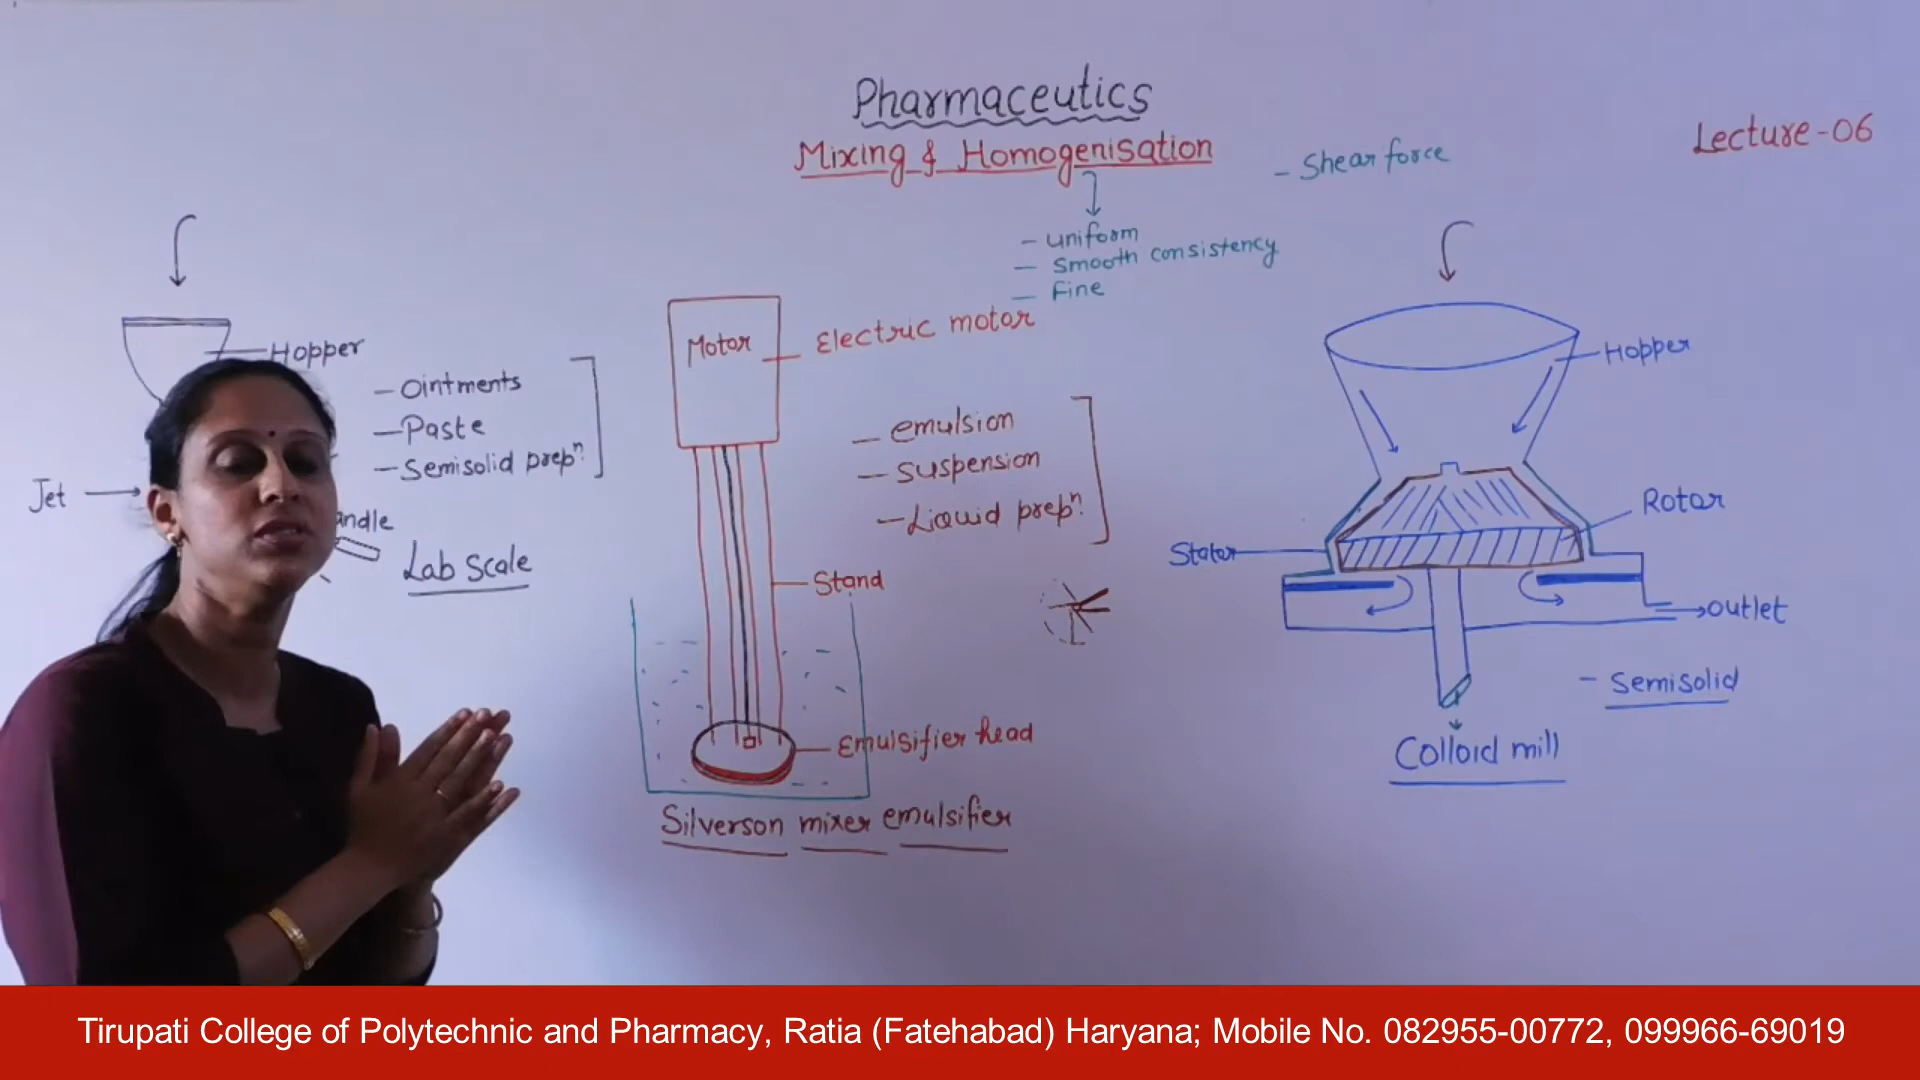 Pharmaceutics
Mixing & Homogenisation
- Shear force
Lecture-06
- uniform
- Smooth consistency
- Fine
Hopper
- Ointments
- Paste
- Semisolid prepⁿ.
Jet
andle
Lab Scale
Motor
Electric motor
- emulsion
- suspension
- Liquid prepⁿ.
Stand
Emulsifier head
Silverson mixer emulsifier
Hopper
Rotor
Stator
outlet
- Semisolid
Colloid mill
Tirupati College of Polytechnic and Pharmacy, Ratia (Fatehabad) Haryana; Mobile No. 082955-00772, 099966-69019